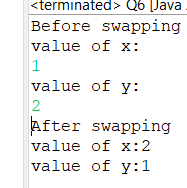 <terminated> Q6 [Java
Before swapping
value of x:
1
value of y:
2
After swapping
value of x:2
value of y:1